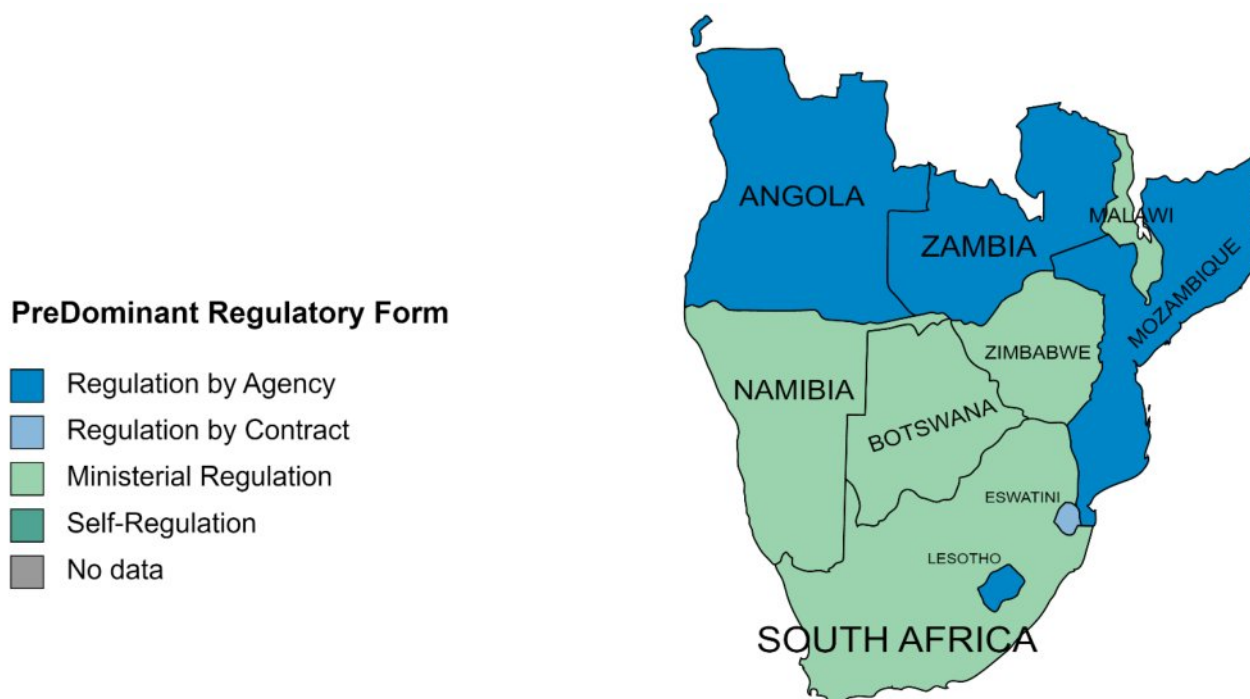 PreDominant Regulatory Form
Regulation by Agency
Regulation by Contract
Ministerial Regulation
Self-Regulation
No data
ANGOLA
ZAMBIA
MALAWI
MOZAMBIQUE
ZIMBABWE
NAMIBIA
BOTSWANA
ESWATINI
LESOTHO
SOUTH AFRICA